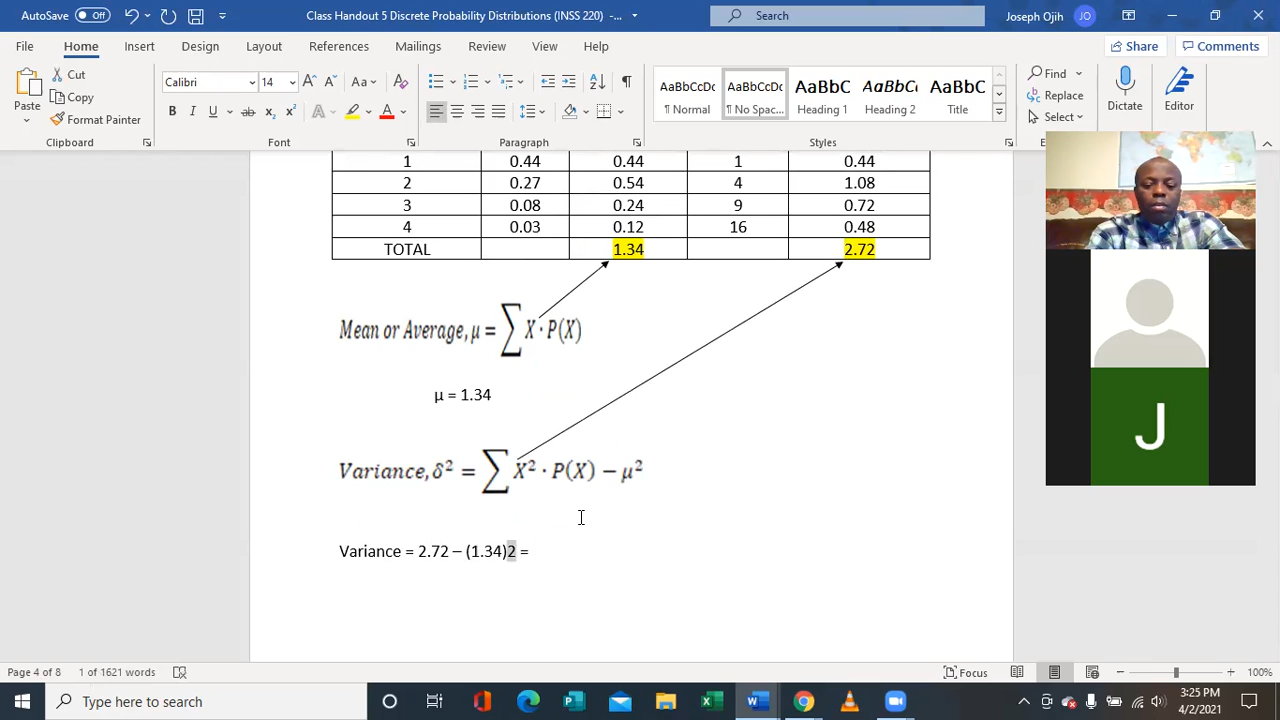 AutoSave Off
Class Handout 5 Discrete Probability Distributions (INSS 220) -...
Search
Joseph Ojih
JO
File Home Insert Design Layout References Mailings Review View Help
Share
Comments
Paste
Cut
Copy
Format Painter
Clipboard
Calibri
14
Font
Paragraph
AaBbCcDc
¶ Normal
AaBbCcDc
¶ No Spac...
AaBbC
Heading 1
AaBbCcC
Heading 2
AaBbC
Title
Styles
Find
Replace
Select
Dictate
Editor
1 0.44 0.44 1 0.44
2 0.27 0.54 4 1.08
3 0.08 0.24 9 0.72
4 0.03 0.12 16 0.48
TOTAL 1.34 2.72
Mean or Average, μ = ∑ X · P(X)
μ = 1.34
Variance, δ² = ∑ X² · P(X) − μ²
Variance = 2.72 – (1.34)2 =
J
Page 4 of 8
1 of 1621 words
Focus
100%
Type here to search
3:25 PM
4/2/2021